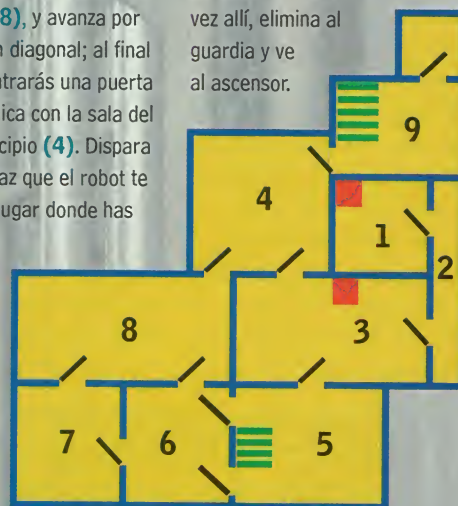 8), y avanza por
n diagonal; al final
ntrarás una puerta
ica con la sala del
cipio (4). Dispara
az que el robot te
ugar donde has
vez allí, elimina al
guardia y ve
al ascensor.
9
4
1
2
3
8
7
6
5